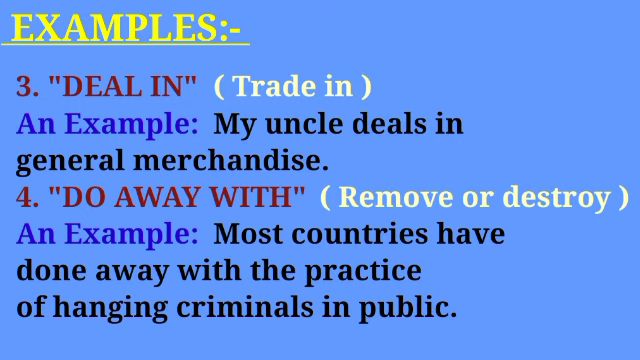 EXAMPLES:-
3. "DEAL IN" ( Trade in )
An Example: My uncle deals in
general merchandise.
4. "DO AWAY WITH" ( Remove or destroy )
An Example: Most countries have
done away with the practice
of hanging criminals in public.